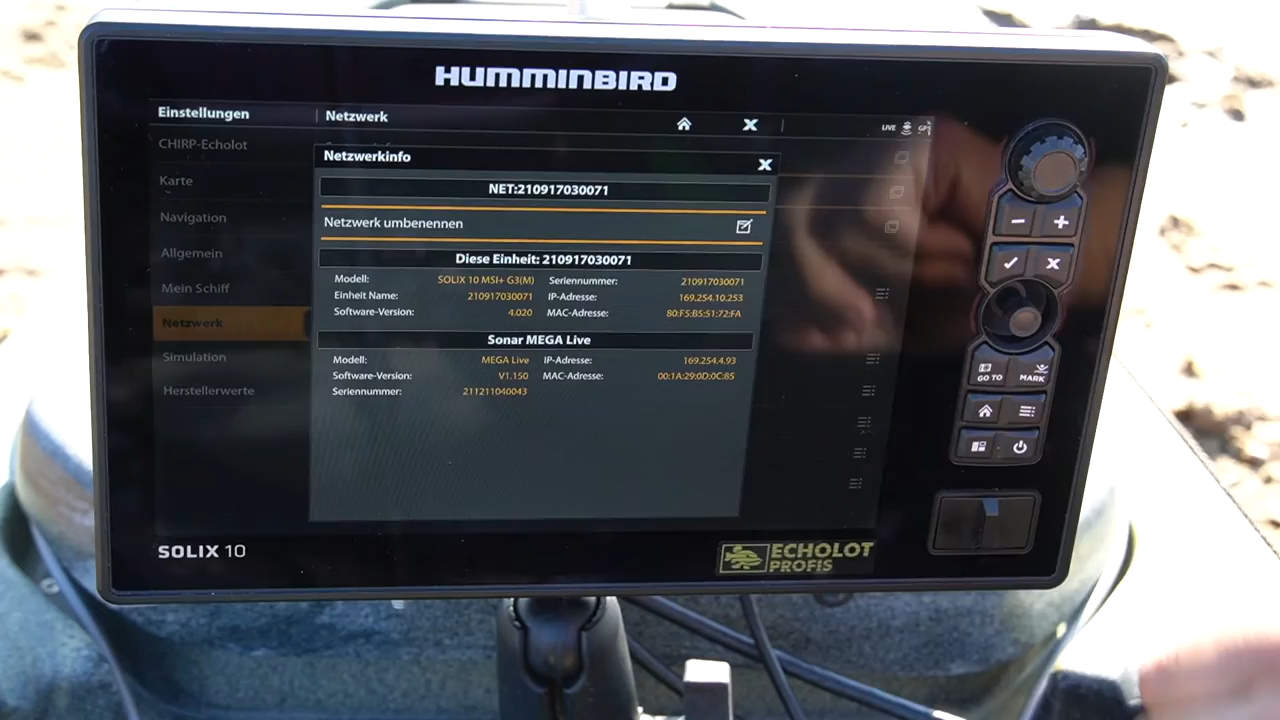 HUMMINBIRD
Einstellungen
Netzwerk
LIVE
CHIRP-Echolot
Karte
Navigation
Allgemein
Mein Schiff
Netzwerk
Simulation
Herstellerwerte
Netzwerkinfo
NET:210917030071
Netzwerk umbenennen
Diese Einheit: 210917030071
Modell: SOLIX 10 MSI+ G3(M) Seriennummer: 210917030071
Einheit Name: 210917030071 IP-Adresse: 169.254.10.253
Software-Version: 4.020 MAC-Adresse: 80:F5:B5:51:72:FA
Sonar MEGA Live
Modell: MEGA Live IP-Adresse: 169.254.4.93
Software-Version: V1.150 MAC-Adresse: 00:1A:29:0D:0C:85
Seriennummer: 211211040043
GO TO
MARK
SOLIX 10
ECHOLOT
PROFIS